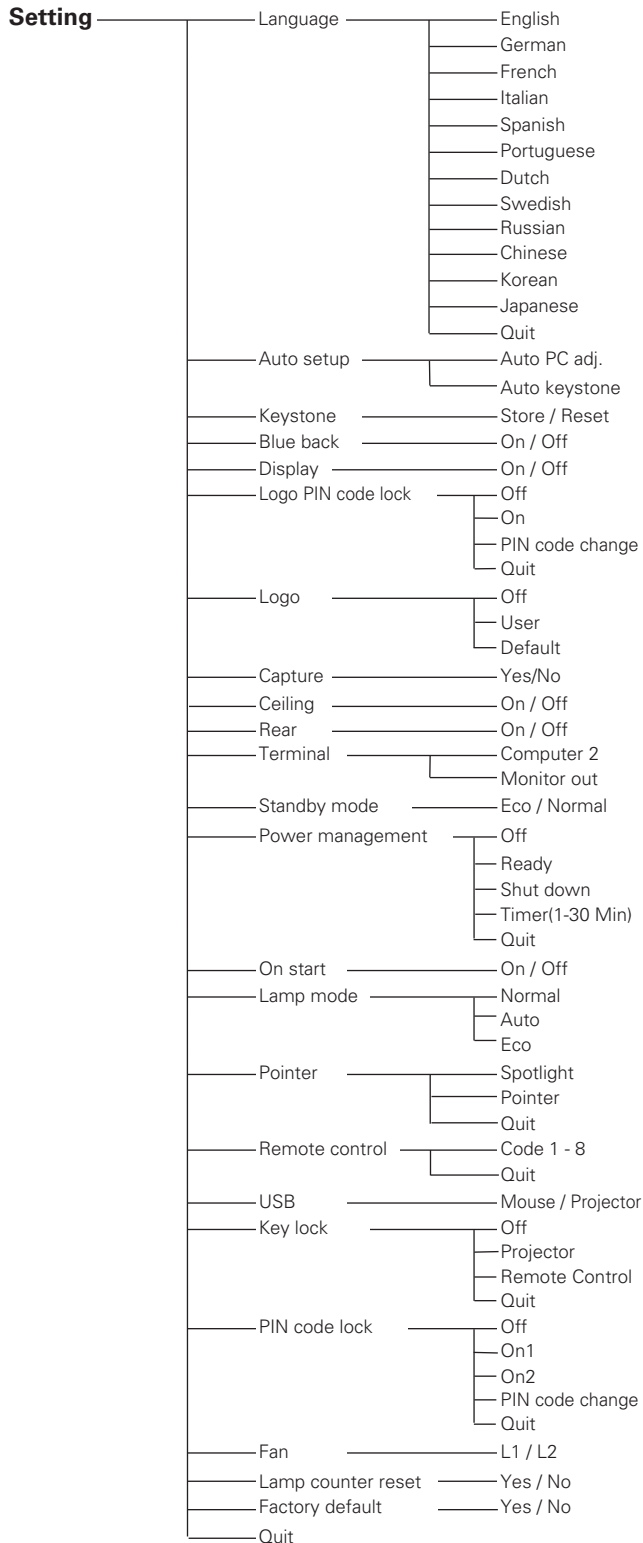 Setting Language English
German
French
Italian
Spanish
Portuguese
Dutch
Swedish
Russian
Chinese
Korean
Japanese
Quit
Auto setup Auto PC adj.
Auto keystone
Keystone Store / Reset
Blue back On / Off
Display On / Off
Logo PIN code lock Off
On
PIN code change
Quit
Logo Off
User
Default
Capture Yes/No
Ceiling On / Off
Rear On / Off
Terminal Computer 2
Monitor out
Standby mode Eco / Normal
Power management Off
Ready
Shut down
Timer(1-30 Min)
Quit
On start On / Off
Lamp mode Normal
Auto
Eco
Pointer Spotlight
Pointer
Quit
Remote control Code 1 - 8
Quit
USB Mouse / Projector
Key lock Off
Projector
Remote Control
Quit
PIN code lock Off
On1
On2
PIN code change
Quit
Fan L1 / L2
Lamp counter reset Yes / No
Factory default Yes / No
Quit